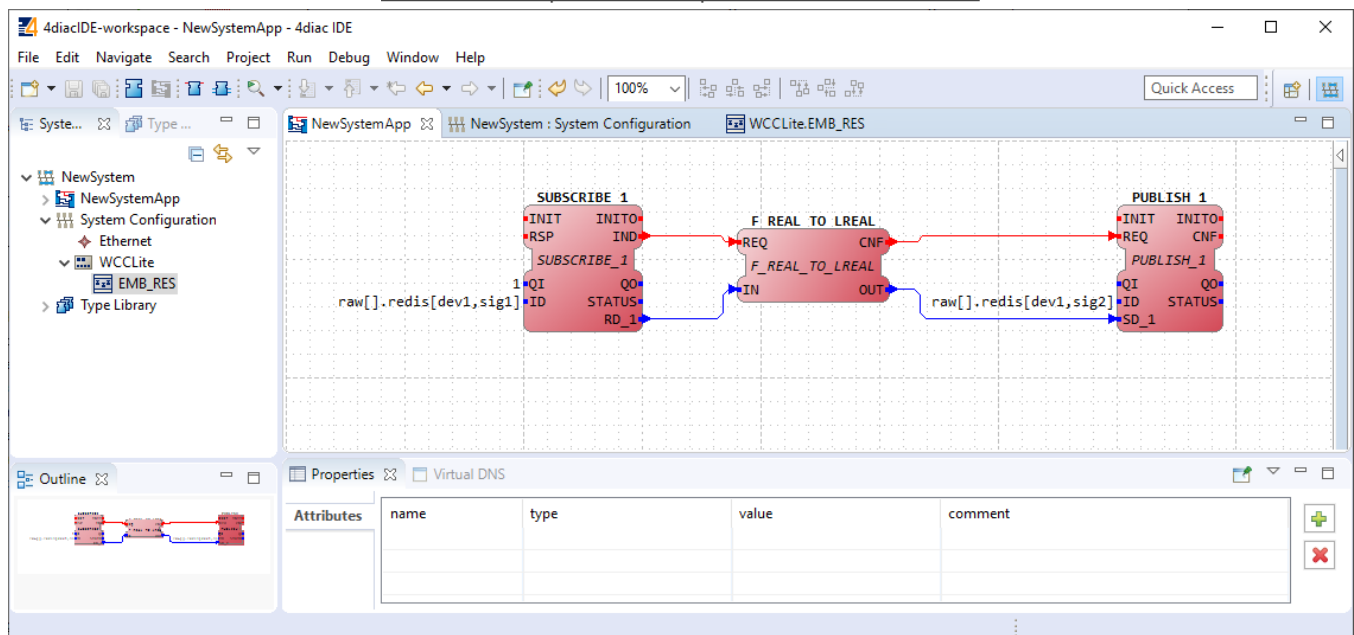 4diacIDE-workspace - NewSystemApp - 4diac IDE
File Edit Navigate Search Project Run Debug Window Help
100%
Quick Access
Syste...
Type ...
NewSystemApp
NewSystem : System Configuration
WCCLite.EMB_RES
NewSystem
NewSystemApp
System Configuration
Ethernet
WCCLite
EMB_RES
Type Library
SUBSCRIBE_1
INIT INITO
RSP IND
SUBSCRIBE_1
1 QI QO
raw[].redis[dev1,sig1] ID STATUS
RD_1
F_REAL_TO_LREAL
REQ CNF
F_REAL_TO_LREAL
IN OUT
PUBLISH_1
INIT INITO
REQ CNF
PUBLISH_1
QI QO
raw[].redis[dev1,sig2] ID STATUS
SD_1
Outline
Properties
Virtual DNS
Attributes
name type value comment